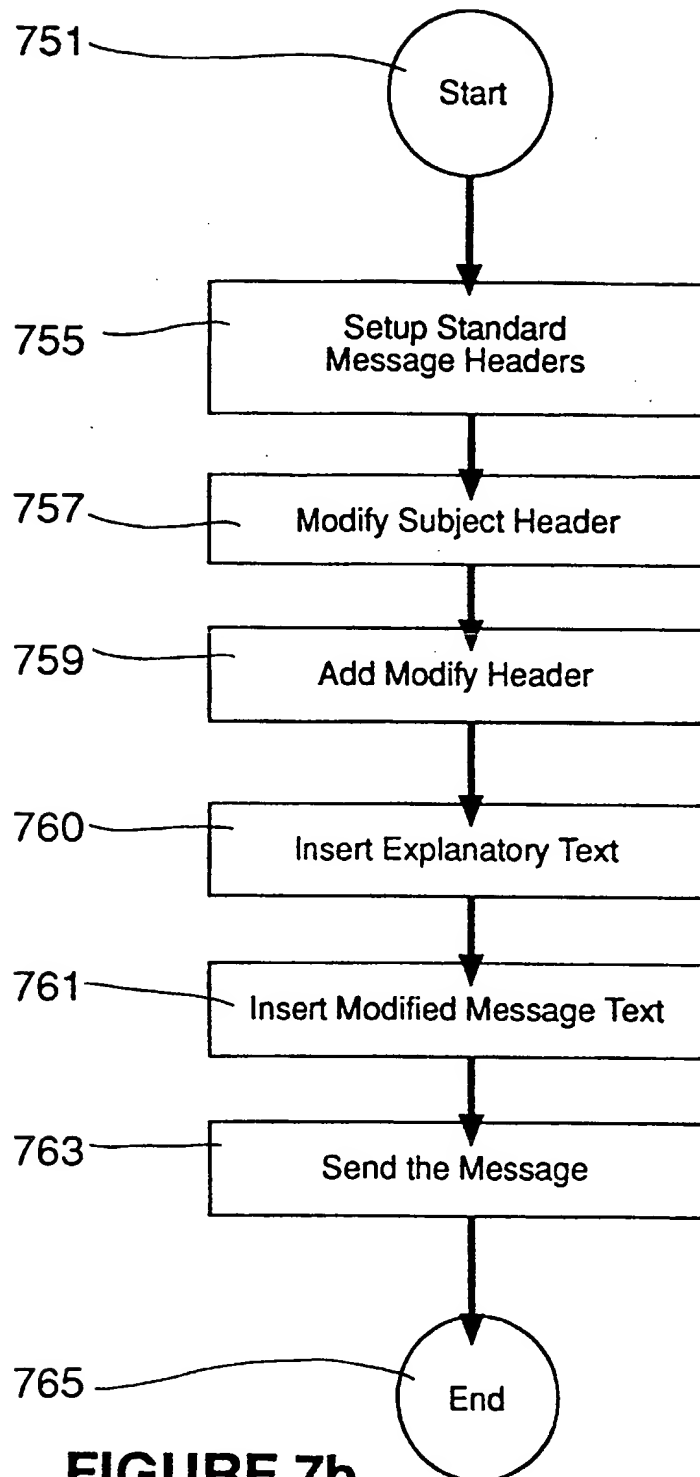 751
Start
755
Setup Standard
Message Headers
757
Modify Subject Header
759
Add Modify Header
760
Insert Explanatory Text
761
Insert Modified Message Text
763
Send the Message
765
End
FIGURE 7b